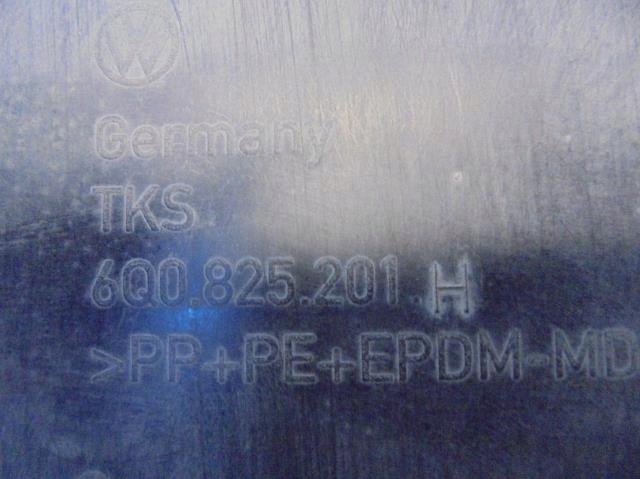 Germany
TKS
6Q0.825.201.H
>PP+PE+EPDM-MD